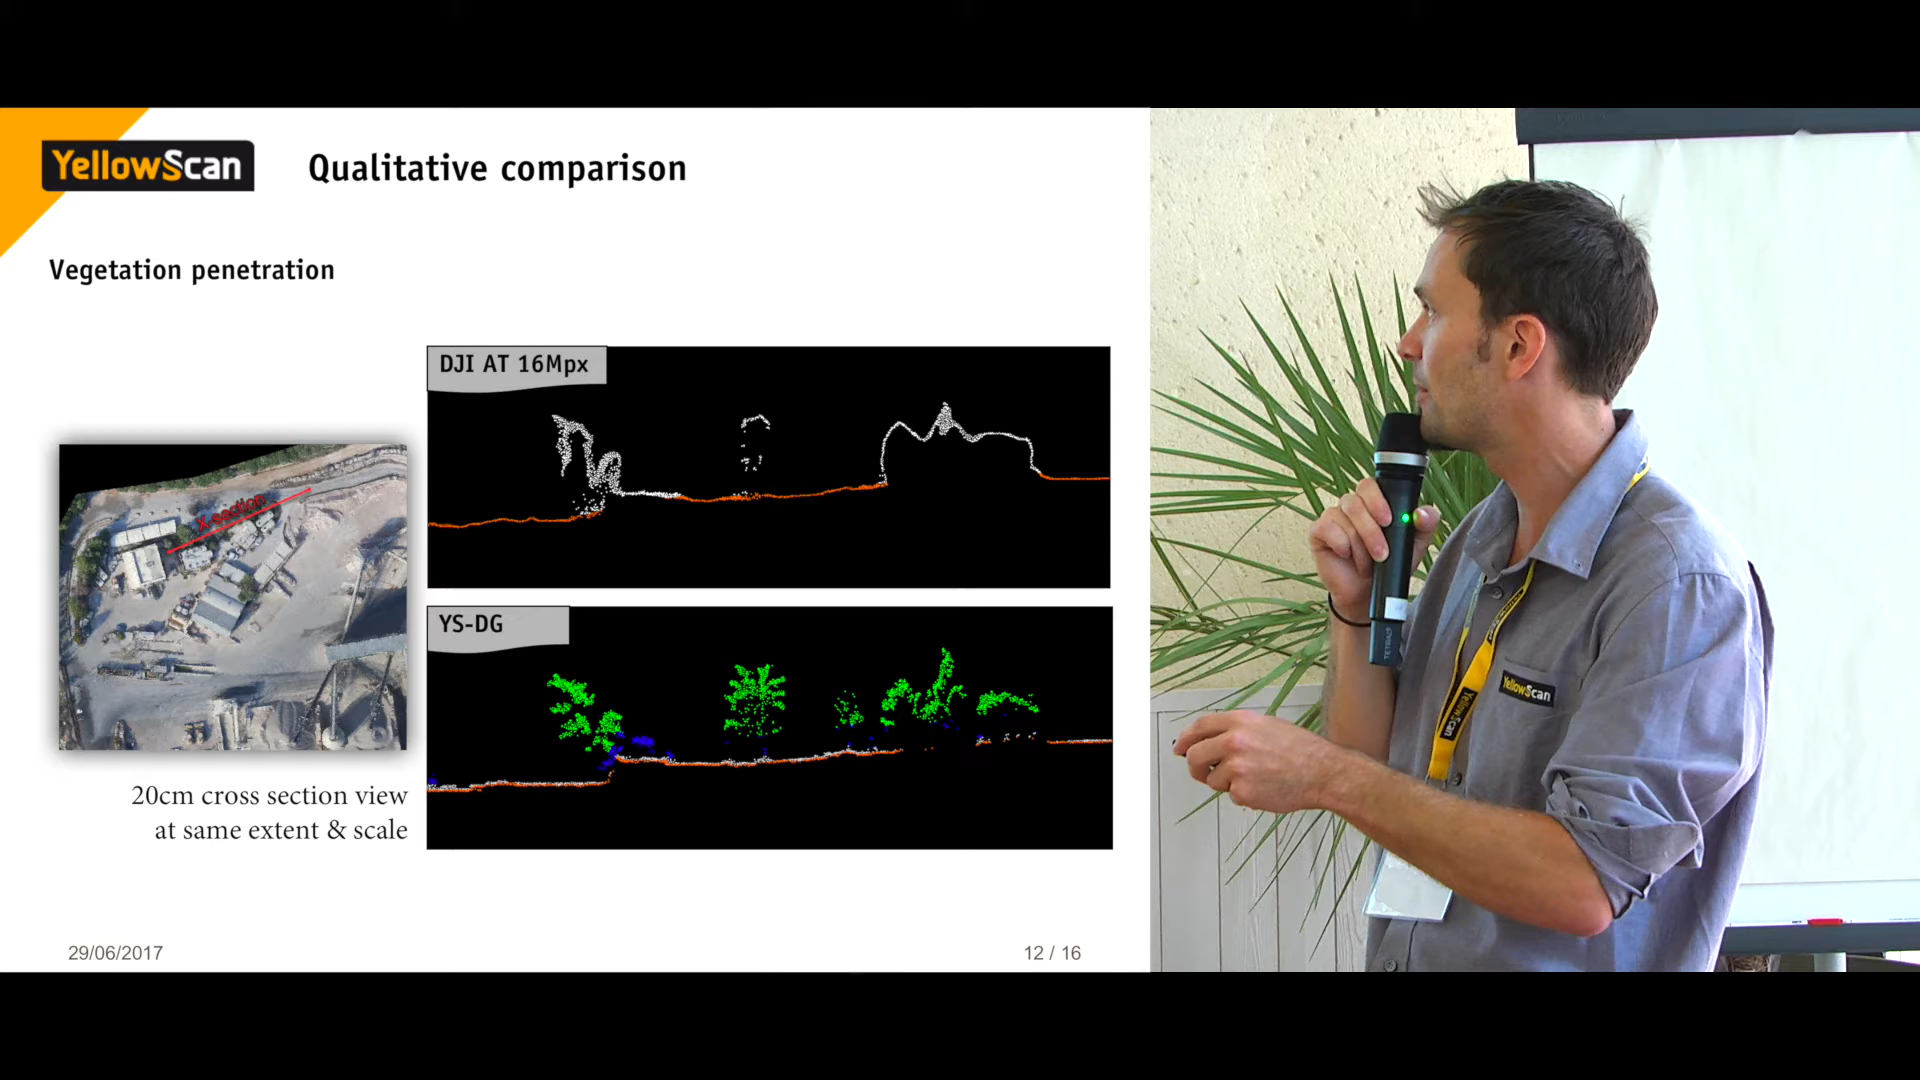 YellowScan
Qualitative comparison
Vegetation penetration
DJI AT 16Mpx
X-section
YS-DG
20cm cross section view
at same extent & scale
29/06/2017
12 / 16
YellowScan